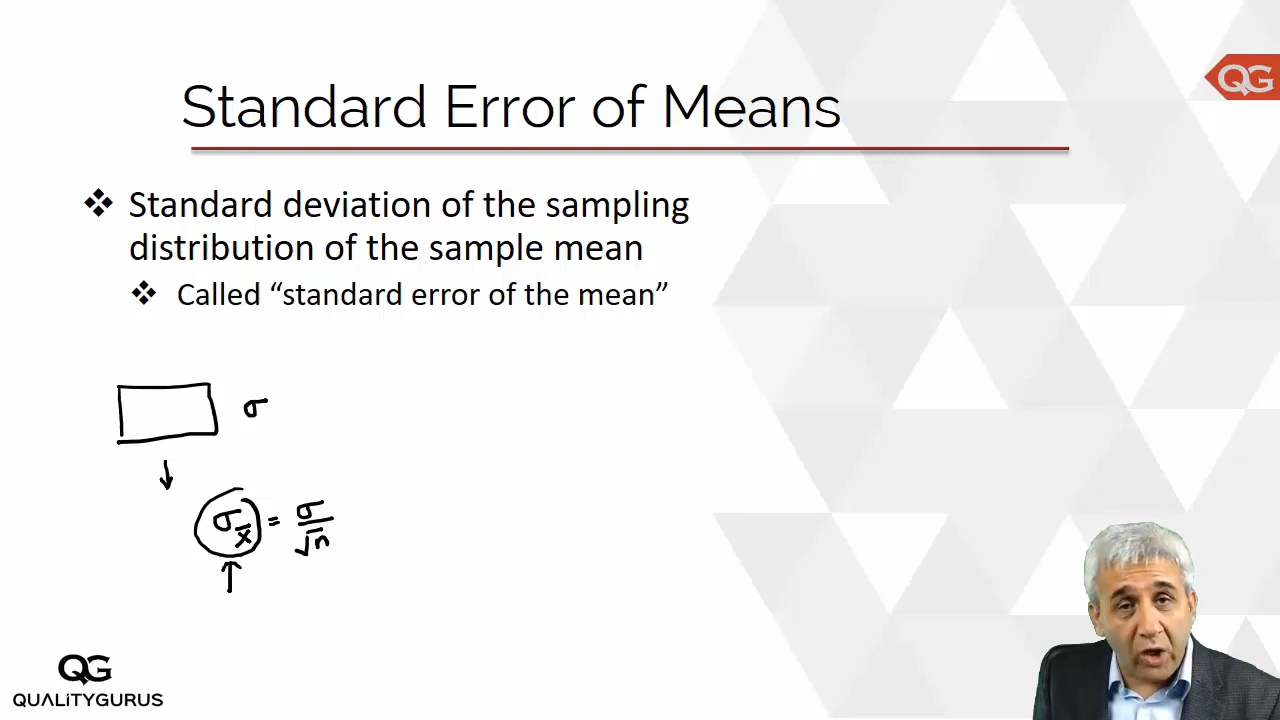 QG
Standard Error of Means
❖ Standard deviation of the sampling
distribution of the sample mean
❖ Called “standard error of the mean”
σ
σx̅ = σ/√n
QG
QUALiTYGURUS